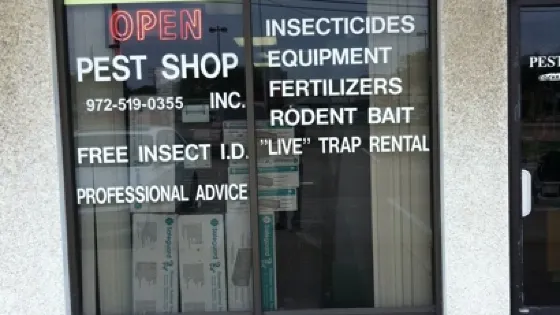 OPEN
PEST SHOP
972-519-0355 INC.
FREE INSECT I.D.
PROFESSIONAL ADVICE
INSECTICIDES
EQUIPMENT
FERTILIZERS
RODENT BAIT
"LIVE" TRAP RENTAL
PEST